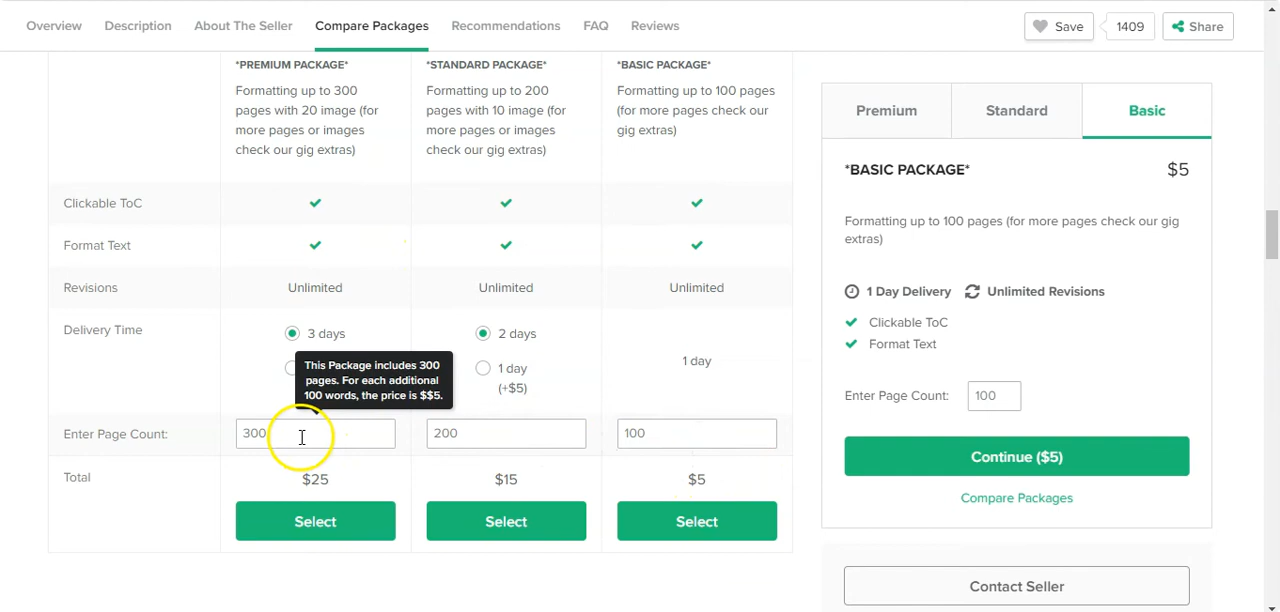 Overview Description About The Seller Compare Packages Recommendations FAQ Reviews Save 1409 Share
*PREMIUM PACKAGE*
Formatting up to 300
pages with 20 image (for
more pages or images
check our gig extras)
*STANDARD PACKAGE*
Formatting up to 200
pages with 10 image (for
more pages or images
check our gig extras)
*BASIC PACKAGE*
Formatting up to 100 pages
(for more pages check our
gig extras)
Clickable ToC
Format Text
Revisions Unlimited Unlimited Unlimited
Delivery Time 3 days 2 days
1 day
(+$5)
1 day
This Package includes 300
pages. For each additional
100 words, the price is $$5.
Enter Page Count: 300 200 100
Total $25 $15 $5
Select Select Select
Premium Standard Basic
*BASIC PACKAGE* $5
Formatting up to 100 pages (for more pages check our gig
extras)
1 Day Delivery Unlimited Revisions
Clickable ToC
Format Text
Enter Page Count: 100
Continue ($5)
Compare Packages
Contact Seller